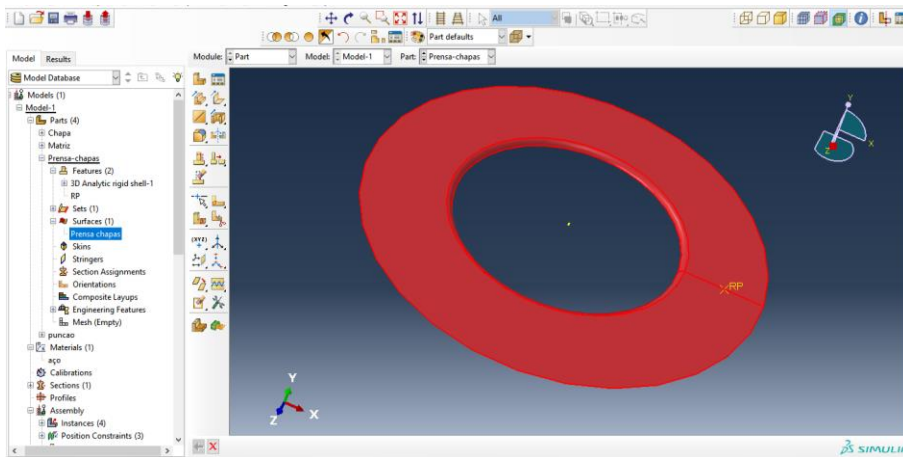 All
Part defaults
Model Results
Module: Part Model: Model-1 Part: Prensa-chapas
Model Database
Models (1)
Model-1
Parts (4)
Chapa
Matriz
Prensa-chapas
Features (2)
3D Analytic rigid shell-1
RP
Sets (1)
Surfaces (1)
Prensa chapas
Skins
Stringers
Section Assignments
Orientations
Composite Layups
Engineering Features
Mesh (Empty)
puncao
Materials (1)
aço
Calibrations
Sections (1)
Profiles
Assembly
Instances (4)
Position Constraints (3)
(XYZ)
Y
X
Z
RP
Y
X
Z
SIMULI